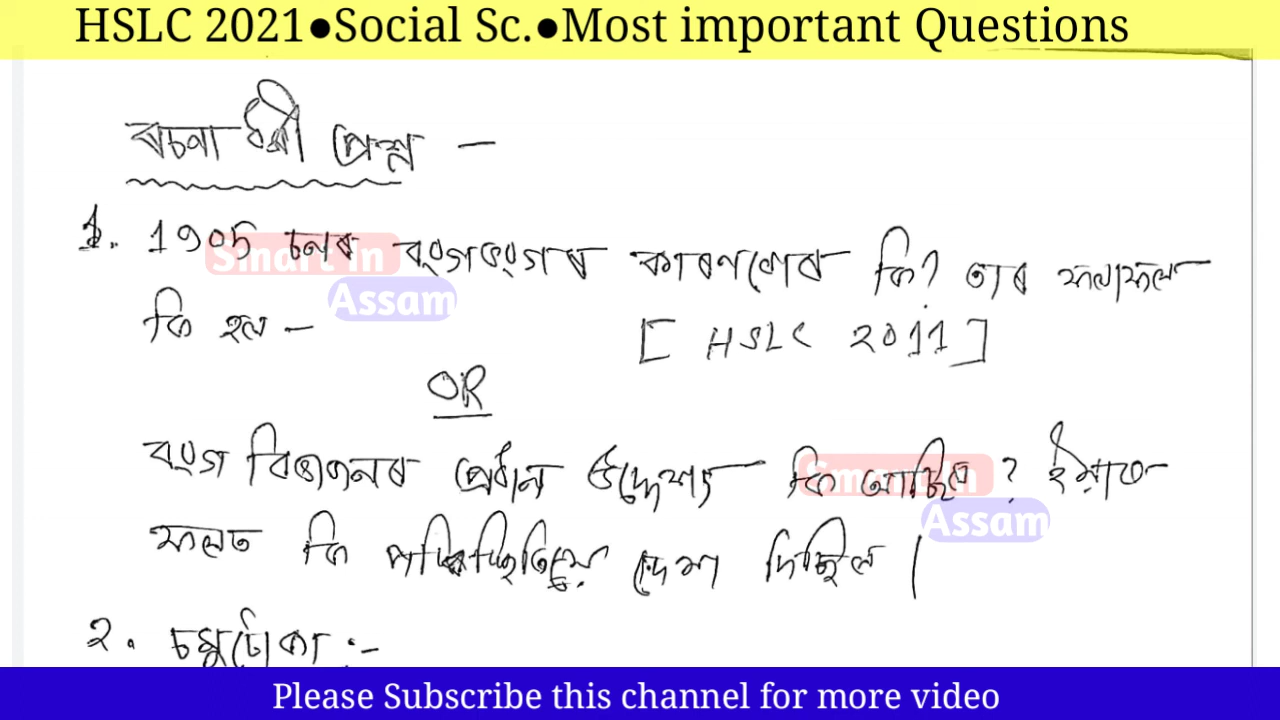 HSLC 2021●Social Sc.●Most important Questions
ৰচনা ধৰ্মী প্ৰশ্ন –
1. 1905 চনৰ বংগভংগৰ কাৰণবোৰ কি? তাৰ ফলাফল
Smart In
Assam
কি হল –
[ HSLC 2011 ]
OR
বংগ বিভাজনৰ প্ৰধান উদ্দেশ্য কি আছিল? ইয়াৰ
Smart In
Assam
ফলত কি পৰিস্থিতিয়ে দেখা দিছিল।
২. চমুটোকা :-
Please Subscribe this channel for more video